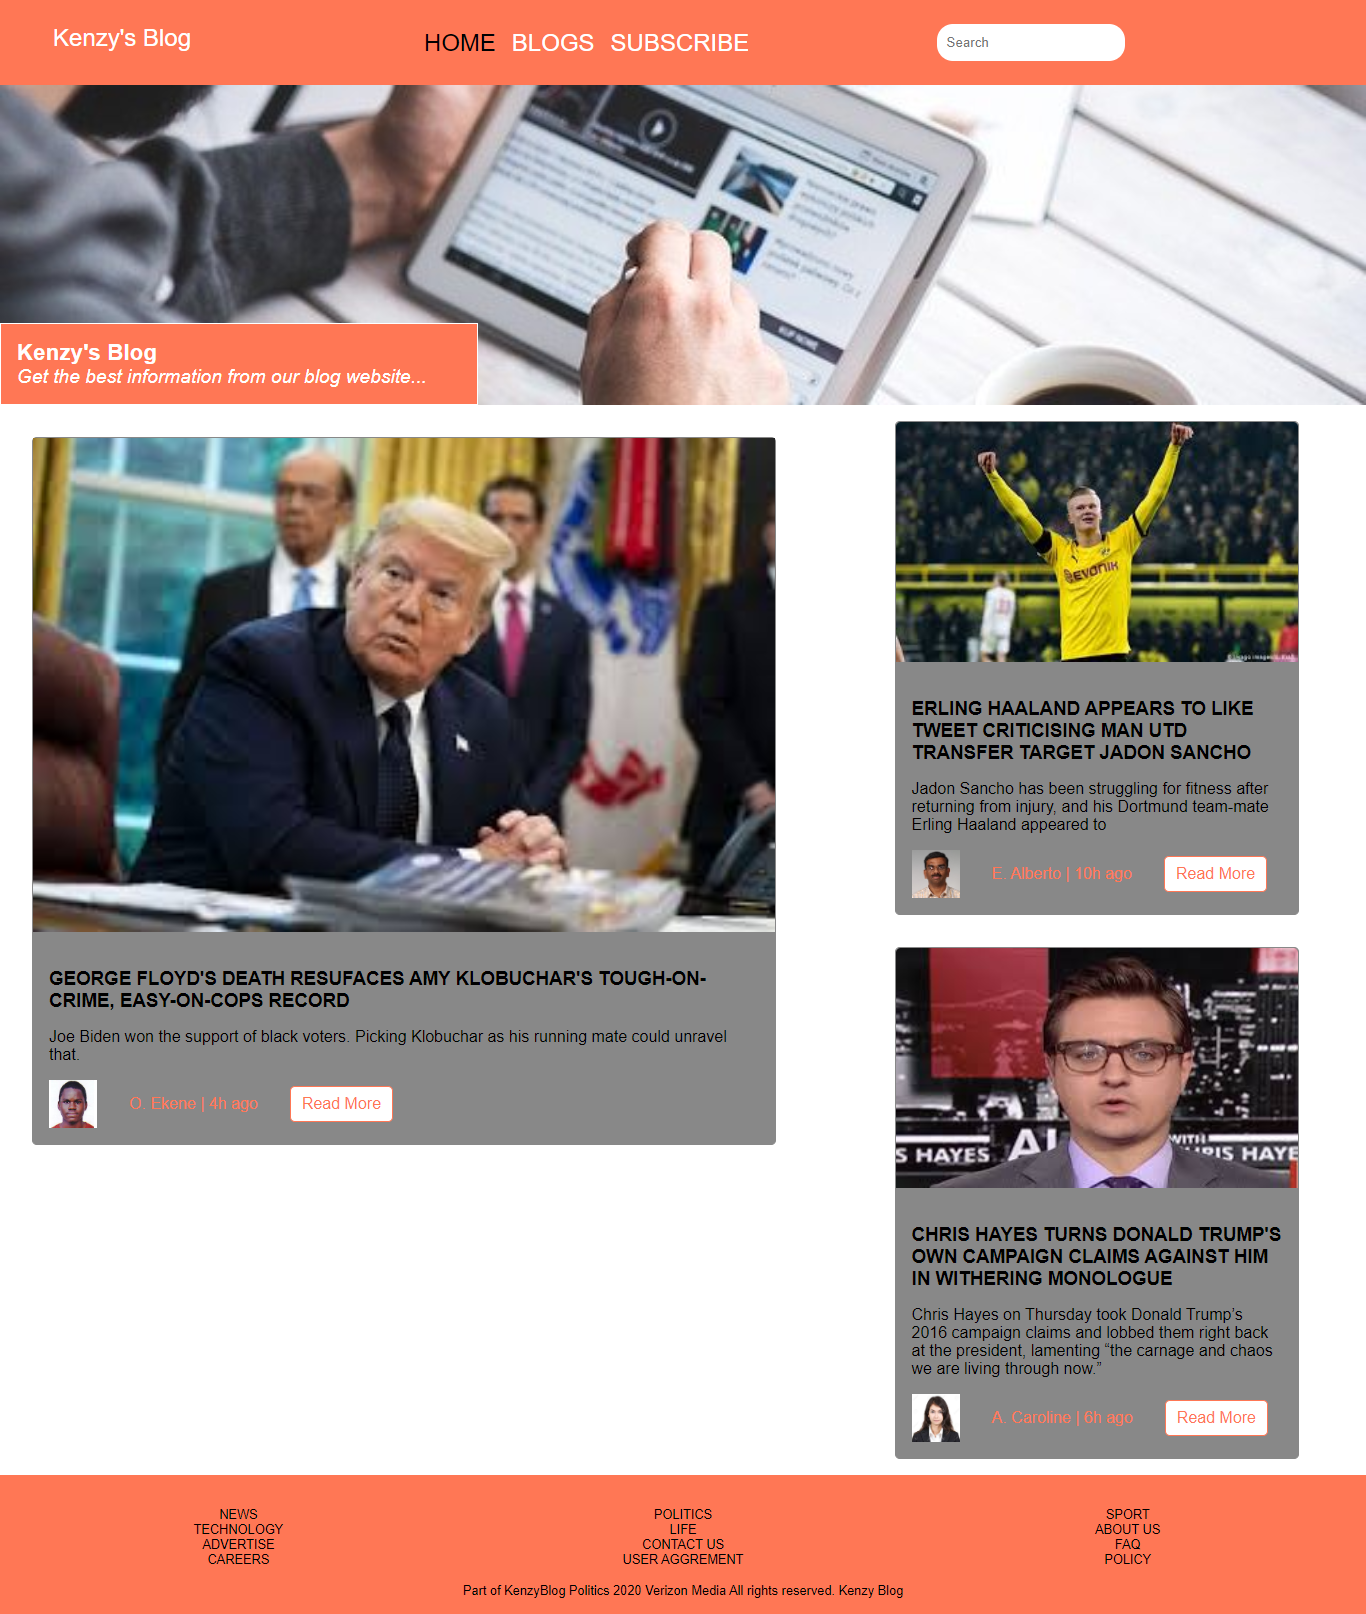 Kenzy's Blog
HOME BLOGS SUBSCRIBE
Search
Kenzy's Blog
Get the best information from our blog website...
GEORGE FLOYD'S DEATH RESUFACES AMY KLOBUCHAR'S TOUGH-ON-
CRIME, EASY-ON-COPS RECORD
Joe Biden won the support of black voters. Picking Klobuchar as his running mate could unravel
that.
O. Ekene | 4h ago
Read More
EVONIK
ERLING HAALAND APPEARS TO LIKE
TWEET CRITICISING MAN UTD
TRANSFER TARGET JADON SANCHO
Jadon Sancho has been struggling for fitness after
returning from injury, and his Dortmund team-mate
Erling Haaland appeared to
E. Alberto | 10h ago
Read More
S HAYES
AL
WITH
HRIS HAYE
CHRIS HAYES TURNS DONALD TRUMP'S
OWN CAMPAIGN CLAIMS AGAINST HIM
IN WITHERING MONOLOGUE
Chris Hayes on Thursday took Donald Trump’s
2016 campaign claims and lobbed them right back
at the president, lamenting “the carnage and chaos
we are living through now.”
A. Caroline | 6h ago
Read More
NEWS
TECHNOLOGY
ADVERTISE
CAREERS
POLITICS
LIFE
CONTACT US
USER AGGREMENT
SPORT
ABOUT US
FAQ
POLICY
Part of KenzyBlog Politics 2020 Verizon Media All rights reserved. Kenzy Blog